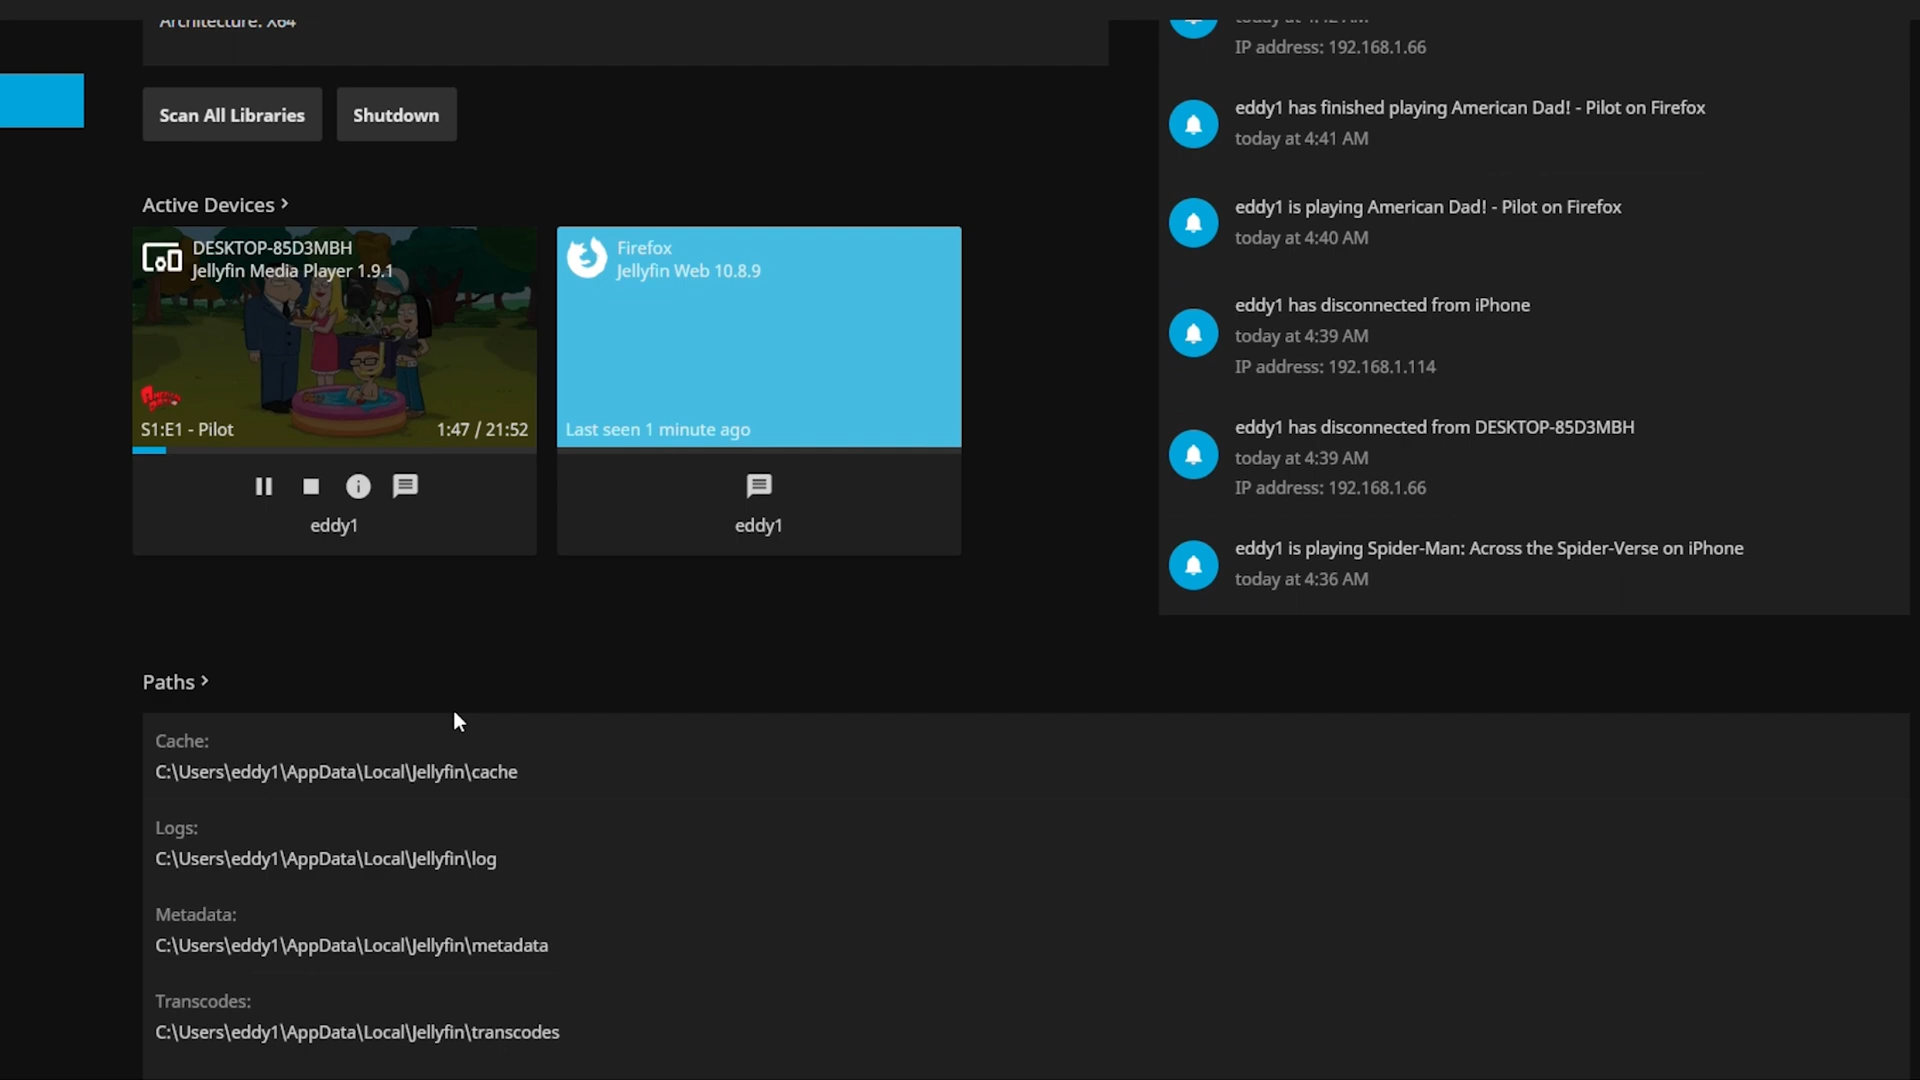 Architecture: X64
Scan All Libraries
Shutdown
Active Devices
DESKTOP-85D3MBH
Jellyfin Media Player 1.9.1
S1:E1 - Pilot
1:47 / 21:52
eddy1
Firefox
Jellyfin Web 10.8.9
Last seen 1 minute ago
eddy1
today at 4:42 AM
IP address: 192.168.1.66
eddy1 has finished playing American Dad! - Pilot on Firefox
today at 4:41 AM
eddy1 is playing American Dad! - Pilot on Firefox
today at 4:40 AM
eddy1 has disconnected from iPhone
today at 4:39 AM
IP address: 192.168.1.114
eddy1 has disconnected from DESKTOP-85D3MBH
today at 4:39 AM
IP address: 192.168.1.66
eddy1 is playing Spider-Man: Across the Spider-Verse on iPhone
today at 4:36 AM
Paths
Cache:
C:\Users\eddy1\AppData\Local\Jellyfin\cache
Logs:
C:\Users\eddy1\AppData\Local\Jellyfin\log
Metadata:
C:\Users\eddy1\AppData\Local\Jellyfin\metadata
Transcodes:
C:\Users\eddy1\AppData\Local\Jellyfin\transcodes